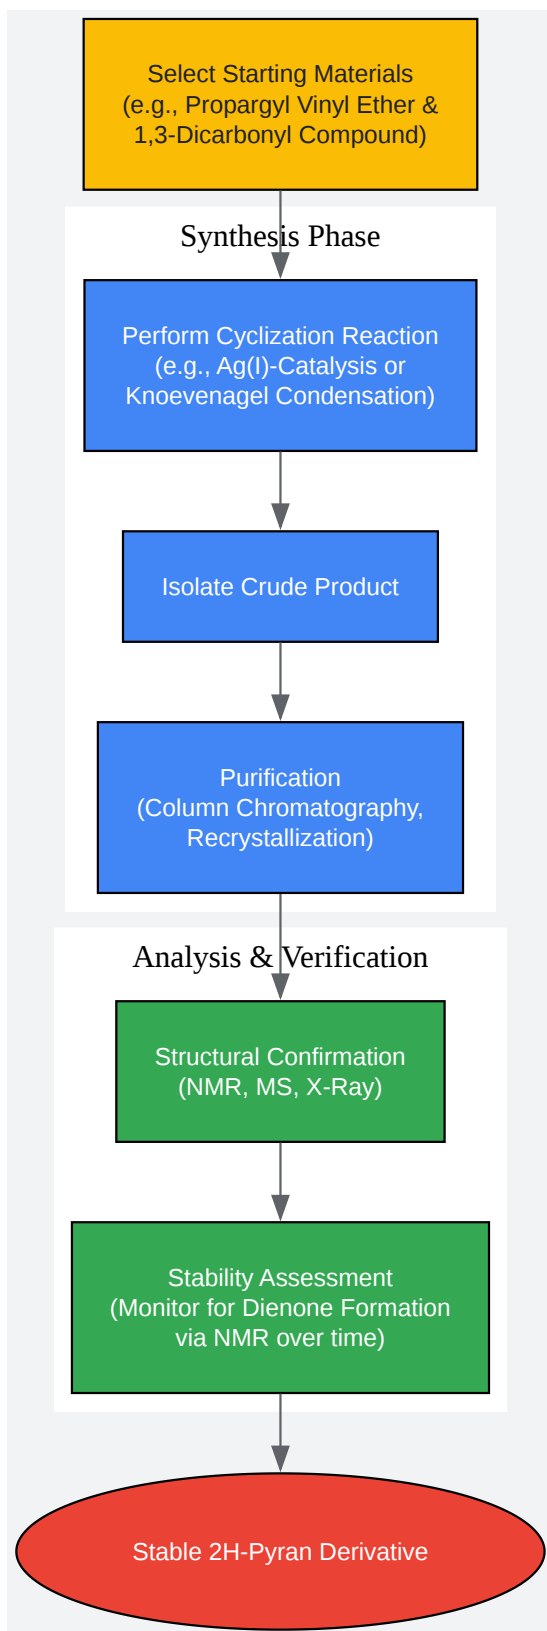 Select Starting Materials
(e.g., Propargyl Vinyl Ether &
1,3-Dicarbonyl Compound)
Synthesis Phase
Perform Cyclization Reaction
(e.g., Ag(I)-Catalysis or
Knoevenagel Condensation)
Isolate Crude Product
Purification
(Column Chromatography,
Recrystallization)
Analysis & Verification
Structural Confirmation
(NMR, MS, X-Ray)
Stability Assessment
(Monitor for Dienone Formation
via NMR over time)
Stable 2H-Pyran Derivative